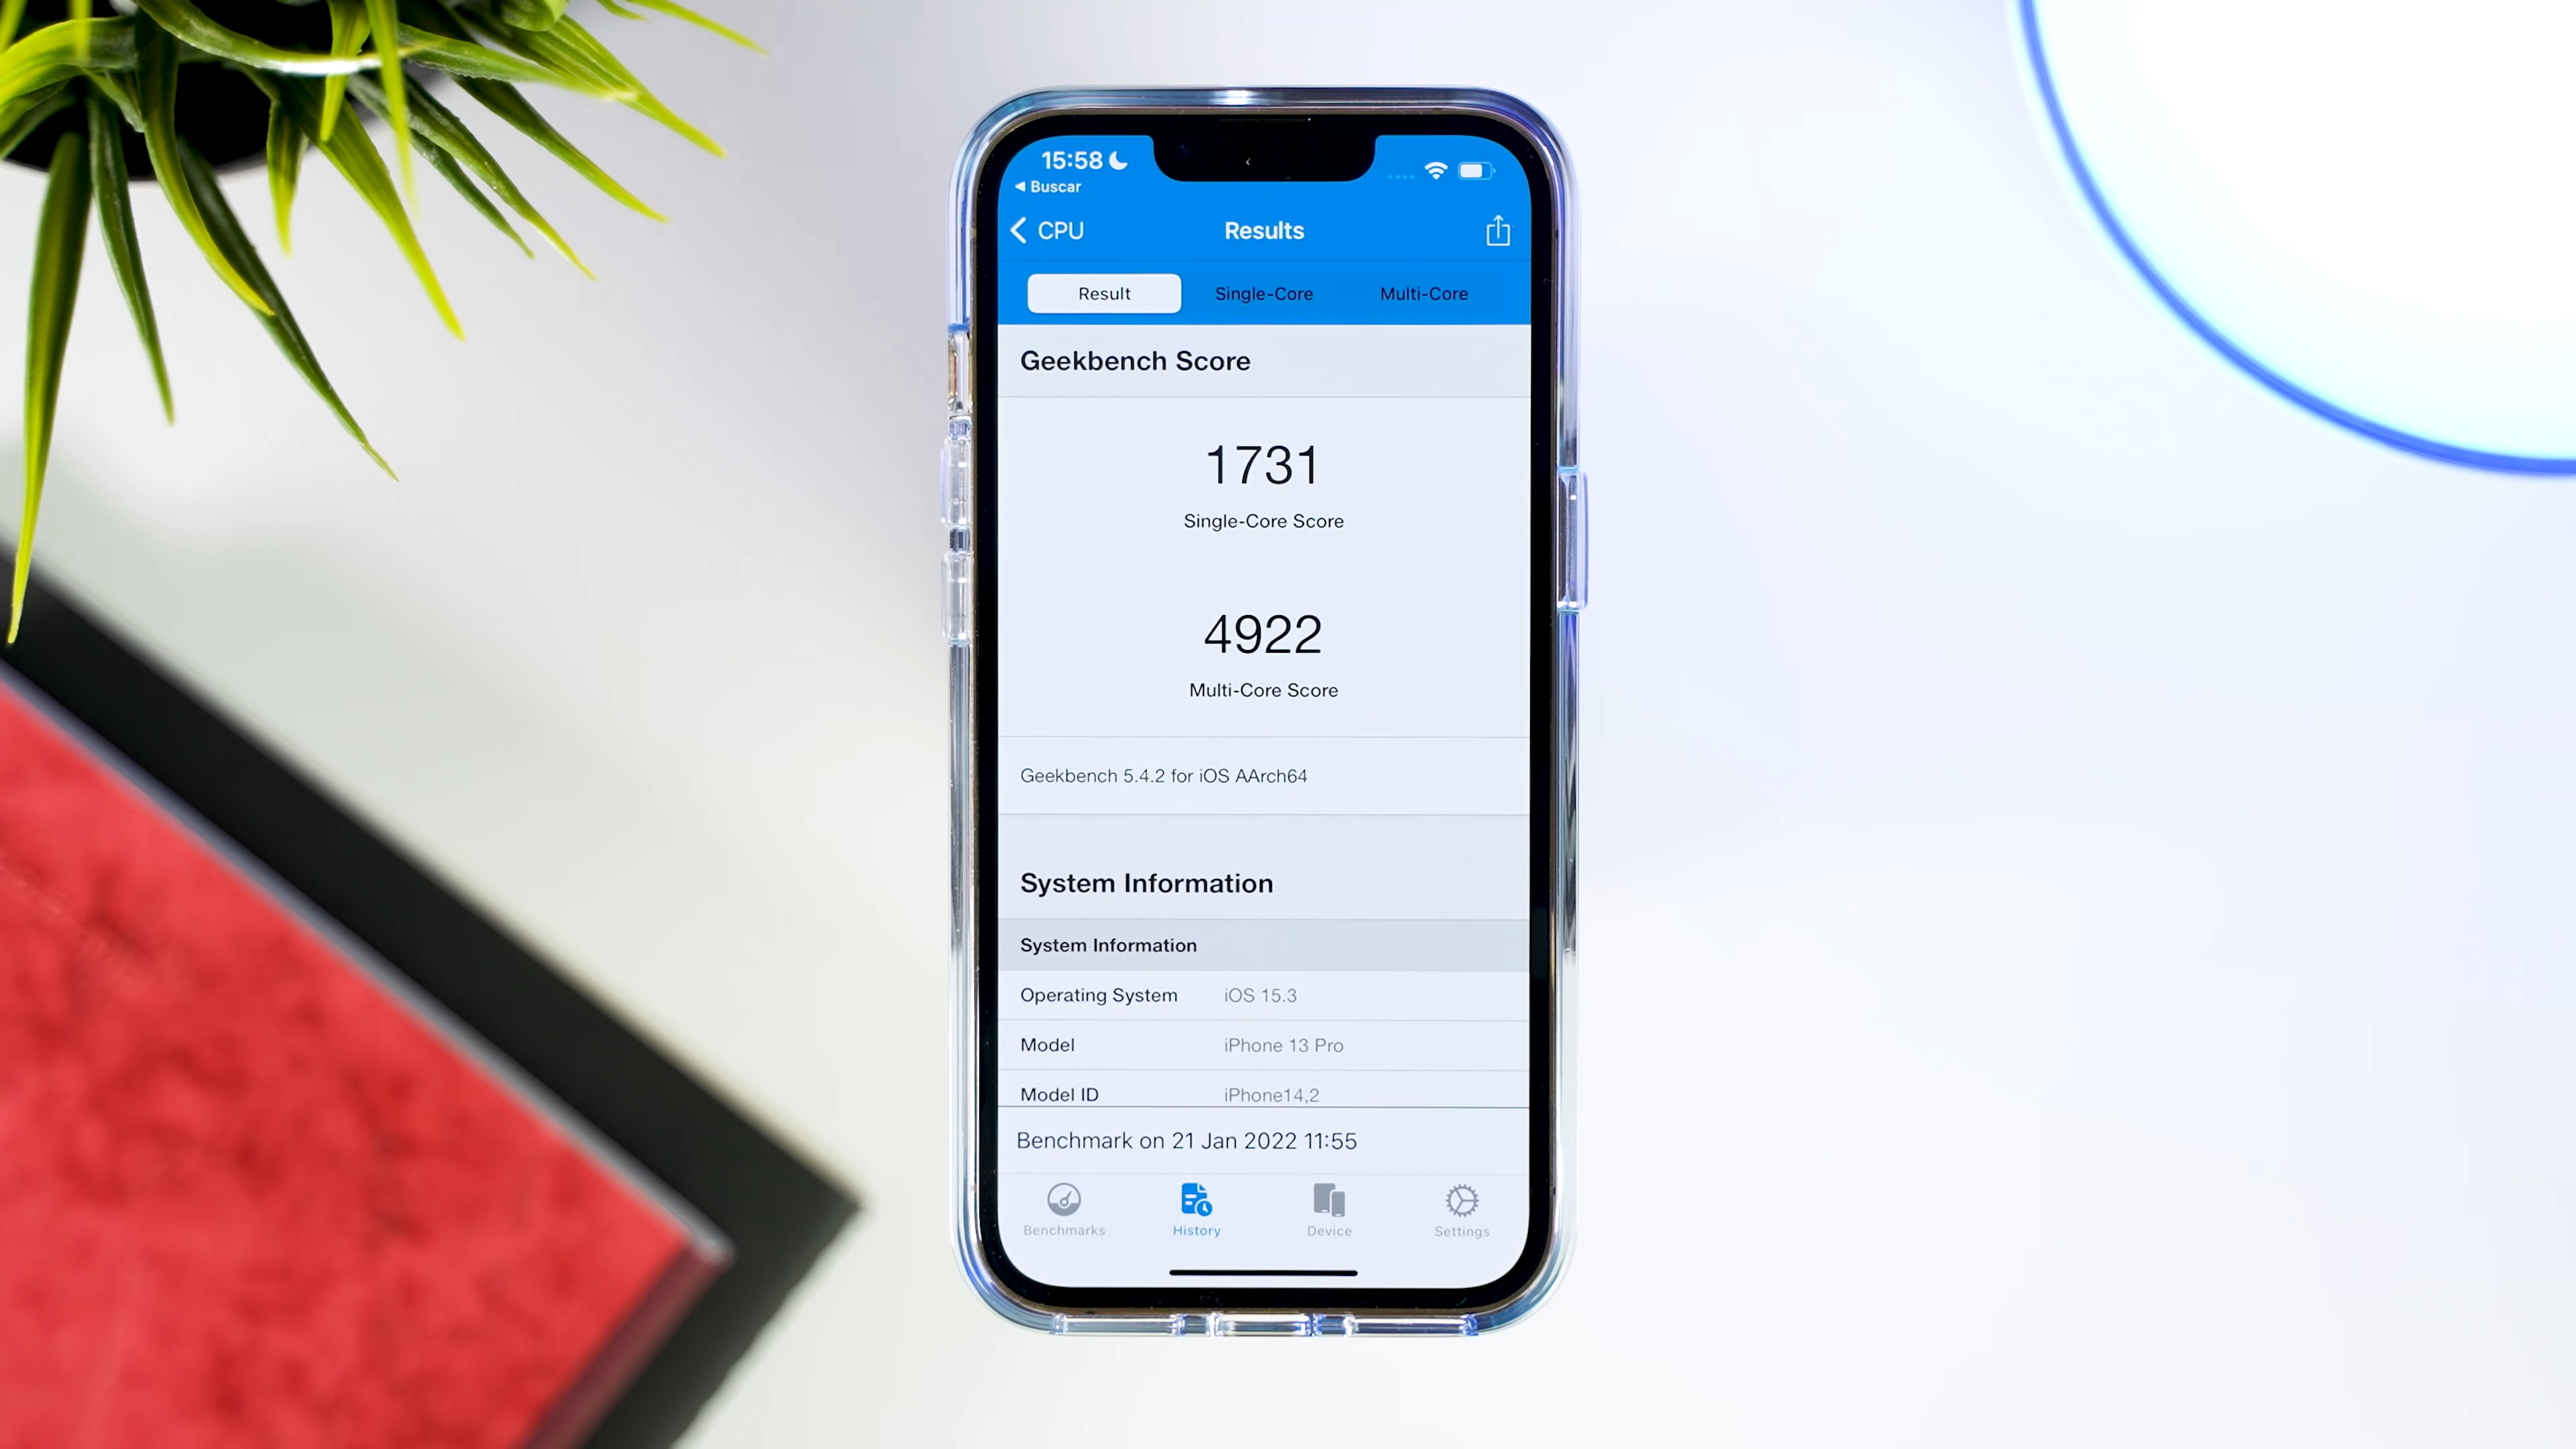 15:58
◀ Buscar
CPU
Results
Result
Single-Core
Multi-Core
Geekbench Score
1731
Single-Core Score
4922
Multi-Core Score
Geekbench 5.4.2 for iOS AArch64
System Information
System Information
Operating System iOS 15.3
Model iPhone 13 Pro
Model ID iPhone14,2
Benchmark on 21 Jan 2022 11:55
Benchmarks
History
Device
Settings